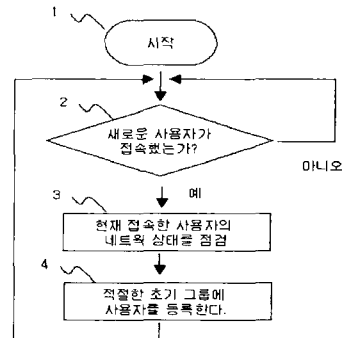 1
시작
2
새로운 사용자가
접속했는가?
아니오
예
3
현재 접속한 사용자의
네트웍 상태를 점검
4
적절한 초기 그룹에
사용자를 등록한다.